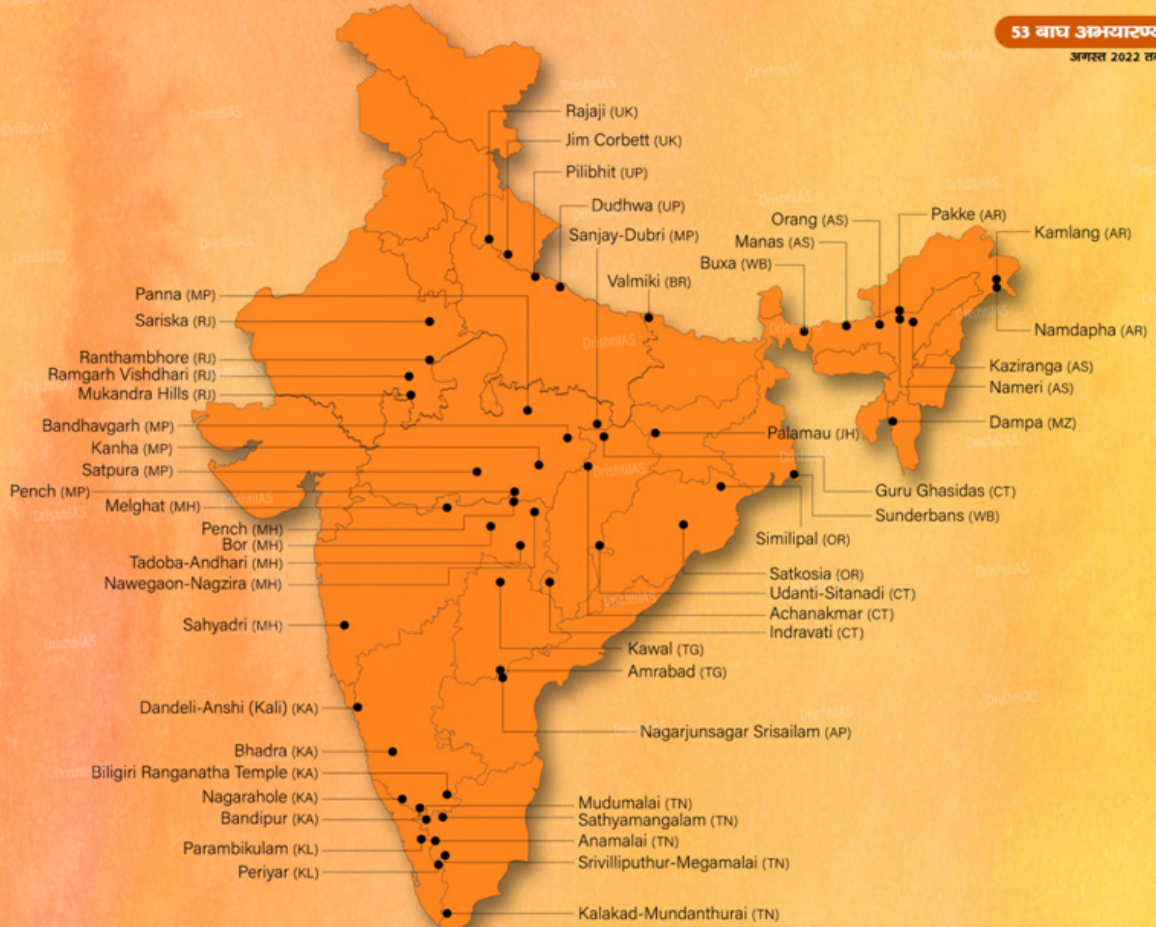 53 बाघ अभयारण्य
अगस्त 2022 तक
Rajaji (UK)
Jim Corbett (UK)
Pilibhit (UP)
Dudhwa (UP)
Sanjay-Dubri (MP)
Valmiki (BR)
Orang (AS)
Manas (AS)
Buxa (WB)
Pakke (AR)
Kamlang (AR)
Namdapha (AR)
Kaziranga (AS)
Nameri (AS)
Dampa (MZ)
Panna (MP)
Sariska (RJ)
Ranthambhore (RJ)
Ramgarh Vishdhari (RJ)
Mukandra Hills (RJ)
Bandhavgarh (MP)
Kanha (MP)
Satpura (MP)
Pench (MP)
Melghat (MH)
Pench (MH)
Bor (MH)
Tadoba-Andhari (MH)
Nawegaon-Nagzira (MH)
Sahyadri (MH)
Dandeli-Anshi (Kali) (KA)
Bhadra (KA)
Biligiri Ranganatha Temple (KA)
Nagarahole (KA)
Bandipur (KA)
Parambikulam (KL)
Periyar (KL)
Palamau (JH)
Guru Ghasidas (CT)
Sunderbans (WB)
Similipal (OR)
Satkosia (OR)
Udanti-Sitanadi (CT)
Achanakmar (CT)
Indravati (CT)
Kawal (TG)
Amrabad (TG)
Nagarjunsagar Srisailam (AP)
Mudumalai (TN)
Sathyamangalam (TN)
Anamalai (TN)
Srivilliputhur-Megamalai (TN)
Kalakad-Mundanthurai (TN)
DrishtiIAS